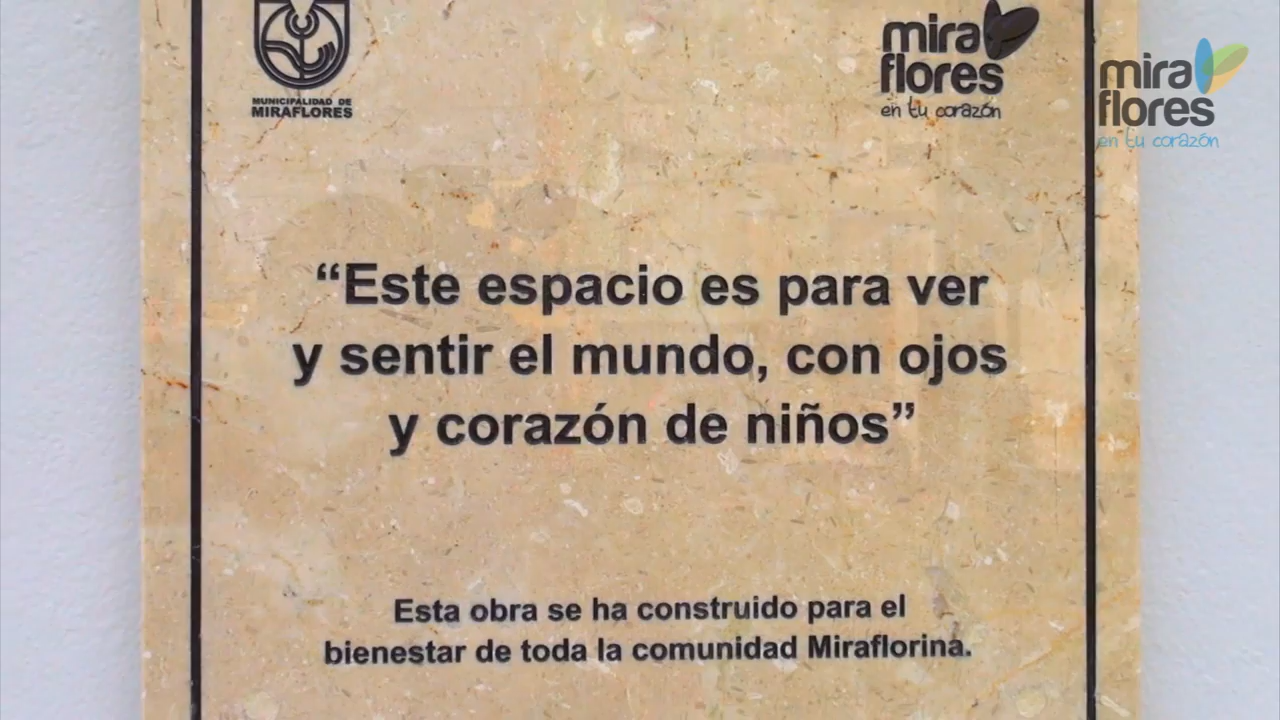 MUNICIPALIDAD DE
MIRAFLORES
mira
flores
en tu corazón
mira
flores
en tu corazón
“Este espacio es para ver
y sentir el mundo, con ojos
y corazón de niños”
Esta obra se ha construido para el
bienestar de toda la comunidad Miraflorina.